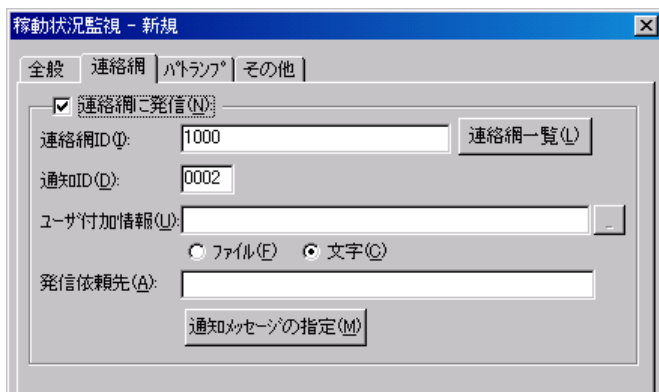 稼動状況監視 - 新規
全般 連絡網 ﾊﾟﾄﾗﾝﾌﾟ その他
連絡網に発信(N)
連絡網ID(I): 1000 連絡網一覧(L)
通知ID(D): 0002
ﾕｰｻﾞ付加情報(U): ...
ﾌｧｲﾙ(F) 文字(C)
発信依頼先(A):
通知ﾒｯｾｰｼﾞの指定(M)